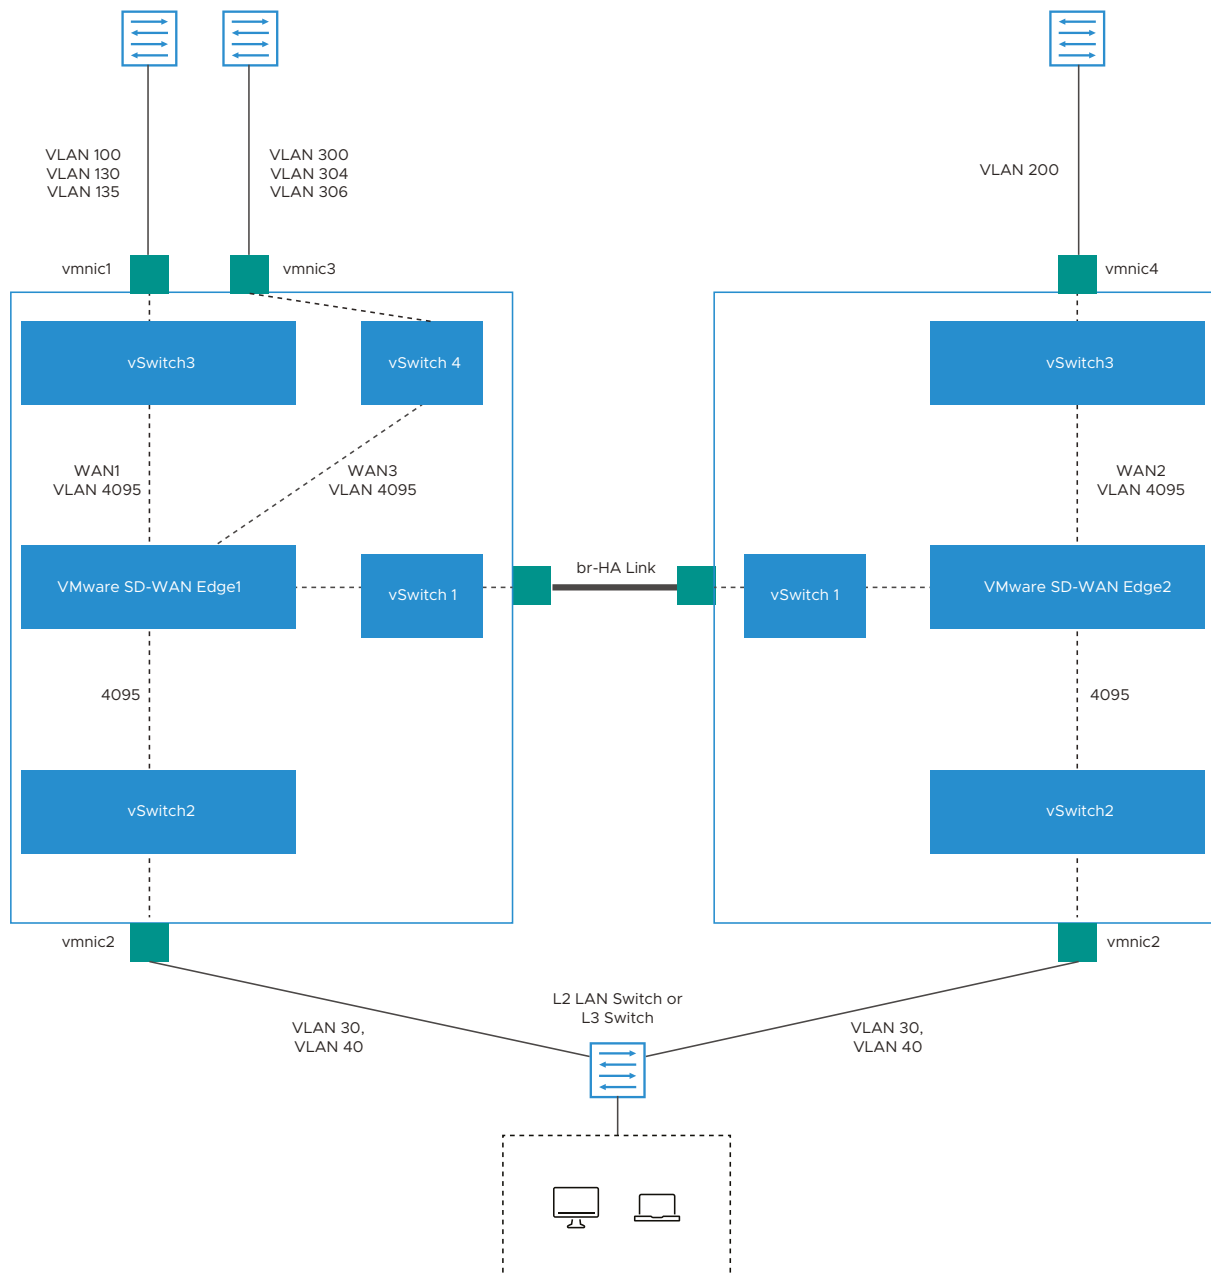 VLAN 100
VLAN 130
VLAN 135
VLAN 300
VLAN 304
VLAN 306
VLAN 200
vmnic1
vmnic3
vmnic4
vSwitch3
vSwitch 4
vSwitch3
WAN1
VLAN 4095
WAN3
VLAN 4095
WAN2
VLAN 4095
VMware SD-WAN Edge1
vSwitch 1
br-HA Link
vSwitch 1
VMware SD-WAN Edge2
4095
4095
vSwitch2
vSwitch2
vmnic2
vmnic2
L2 LAN Switch or
L3 Switch
VLAN 30,
VLAN 40
VLAN 30,
VLAN 40